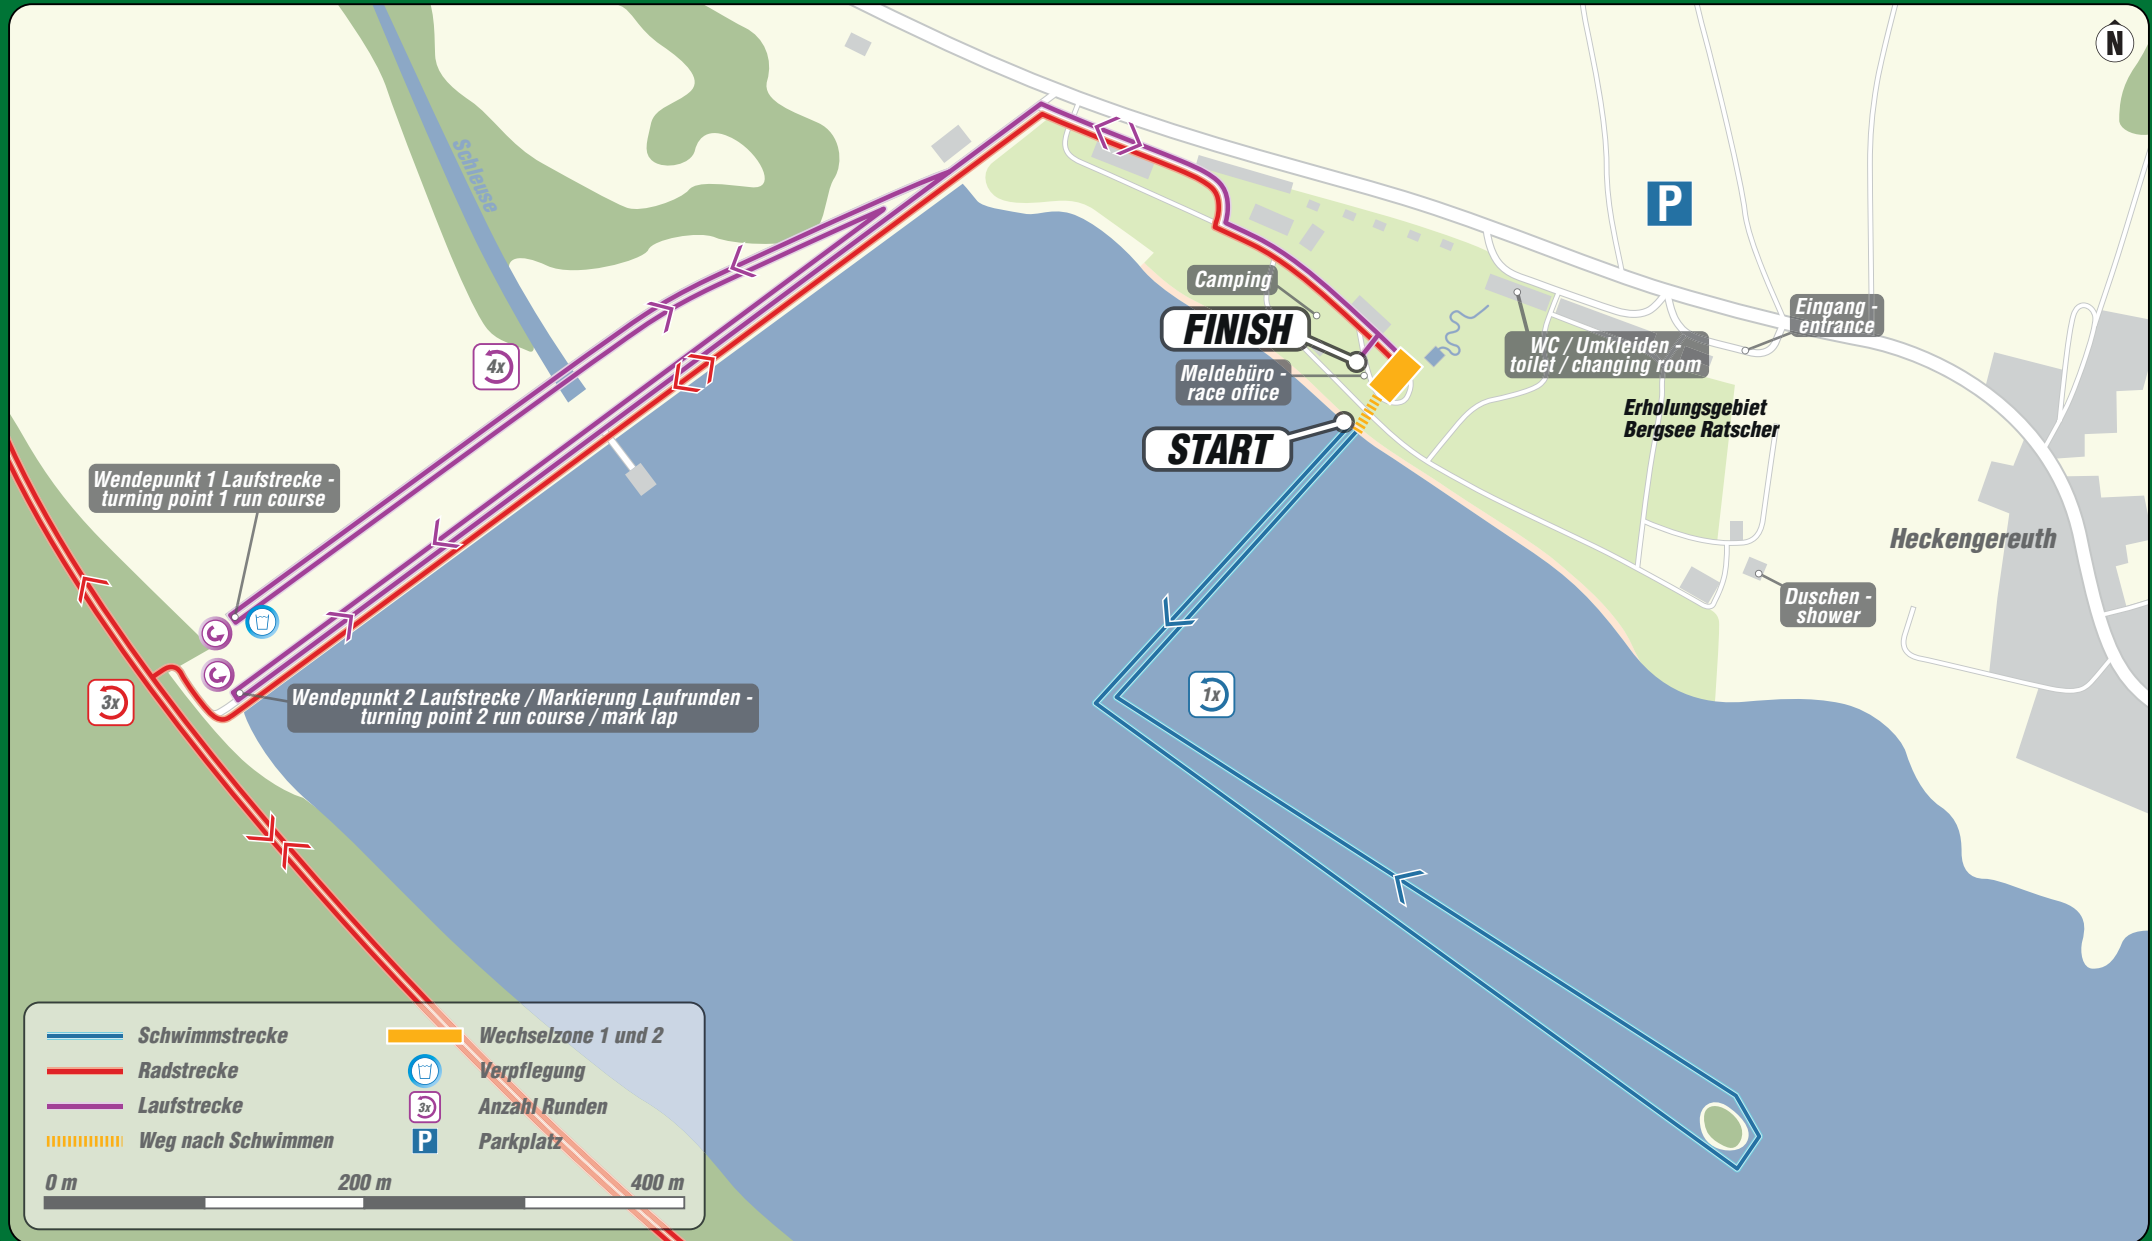 N
Schleuse
P
Camping
FINISH
Eingang -
entrance
WC / Umkleiden -
toilet / changing room
4x
Meldebüro -
race office
Erholungsgebiet
Bergsee Ratscher
START
Wendepunkt 1 Laufstrecke -
turning point 1 run course
Heckengereuth
Duschen -
shower
3x
Wendepunkt 2 Laufstrecke / Markierung Laufrunden -
turning point 2 run course / mark lap
1x
Schwimmstrecke
Radstrecke
Laufstrecke
Weg nach Schwimmen
Wechselzone 1 und 2
Verpflegung
3x
Anzahl Runden
P
Parkplatz
0 m
200 m
400 m